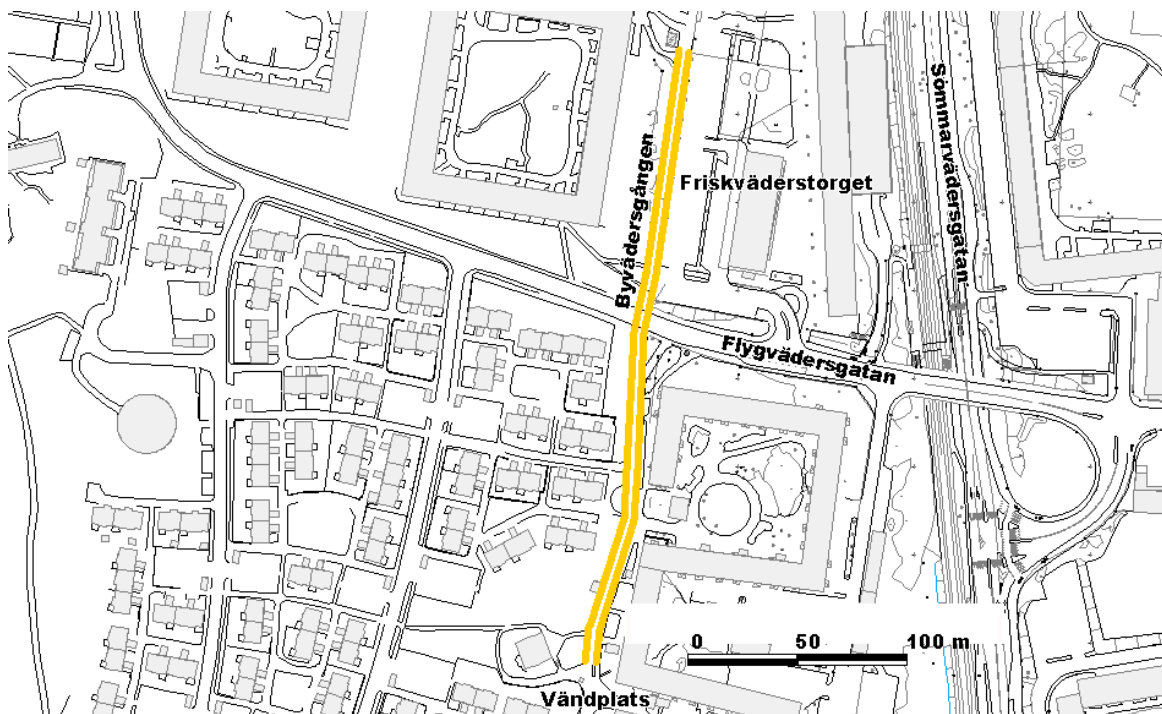 Sommarvädersgatan
Byvädersgången
Friskväderstorget
Flygvädersgatan
0 50 100 m
Vändplats